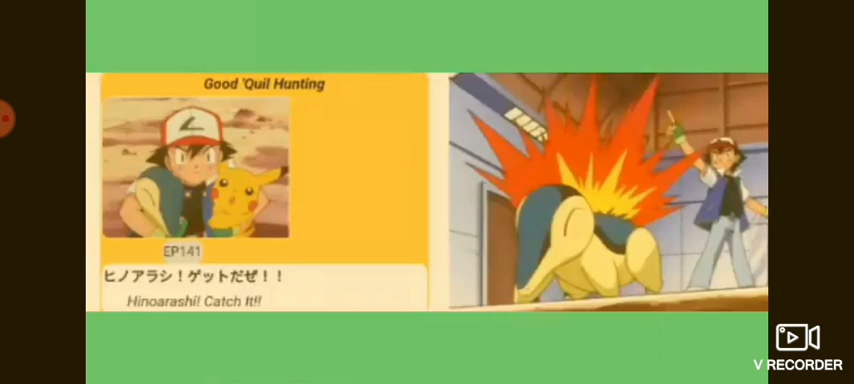 Good 'Quil Hunting
EP141
ヒノアラシ！ゲットだぜ！！
Hinoarashi! Catch It!!
V RECORDER